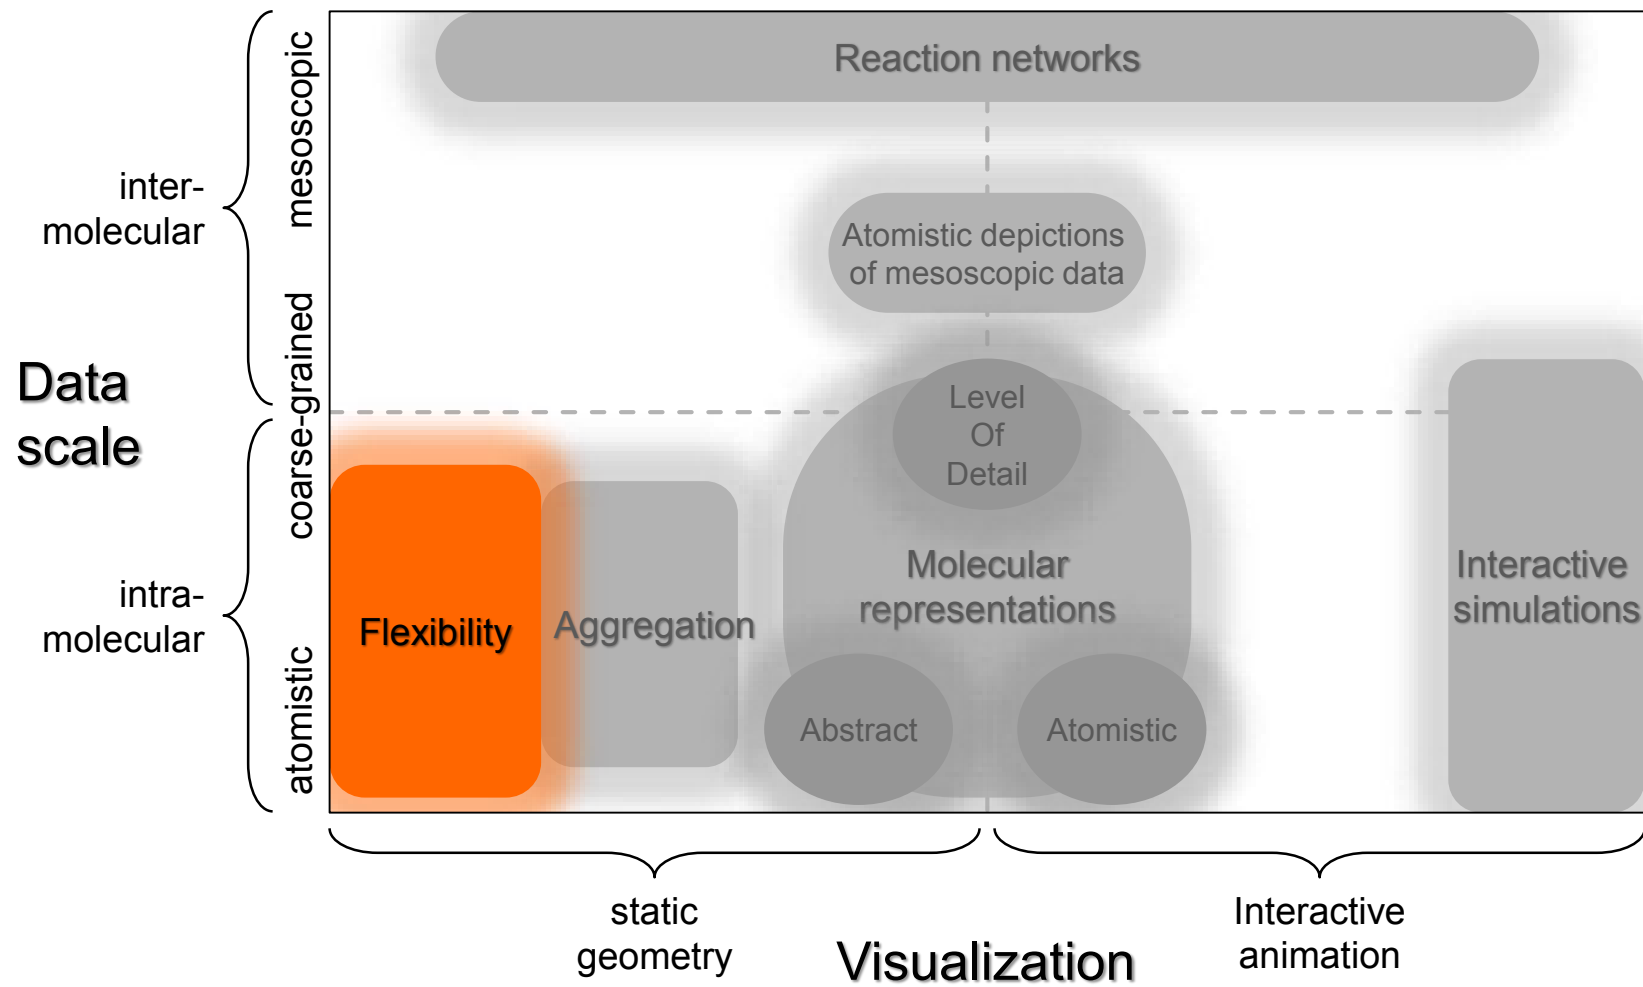 Reaction networks
mesoscopic
inter-
molecular
Atomistic depictions
of mesoscopic data
Data
scale
coarse-grained
Level
Of
Detail
intra-
molecular
atomistic
Flexibility
Aggregation
Molecular
representations
Interactive
simulations
Abstract
Atomistic
static
geometry
Visualization
Interactive
animation